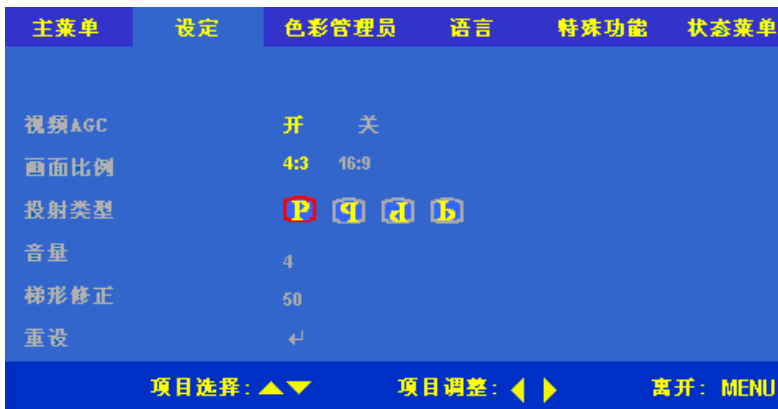 主菜单 设定 色彩管理员 语言 特殊功能 状态菜单
视频AGC 开 关
画面比例 4:3 16:9
投射类型 P
音量 4
梯形修正 50
重设
项目选择: 项目调整: 离开: MENU